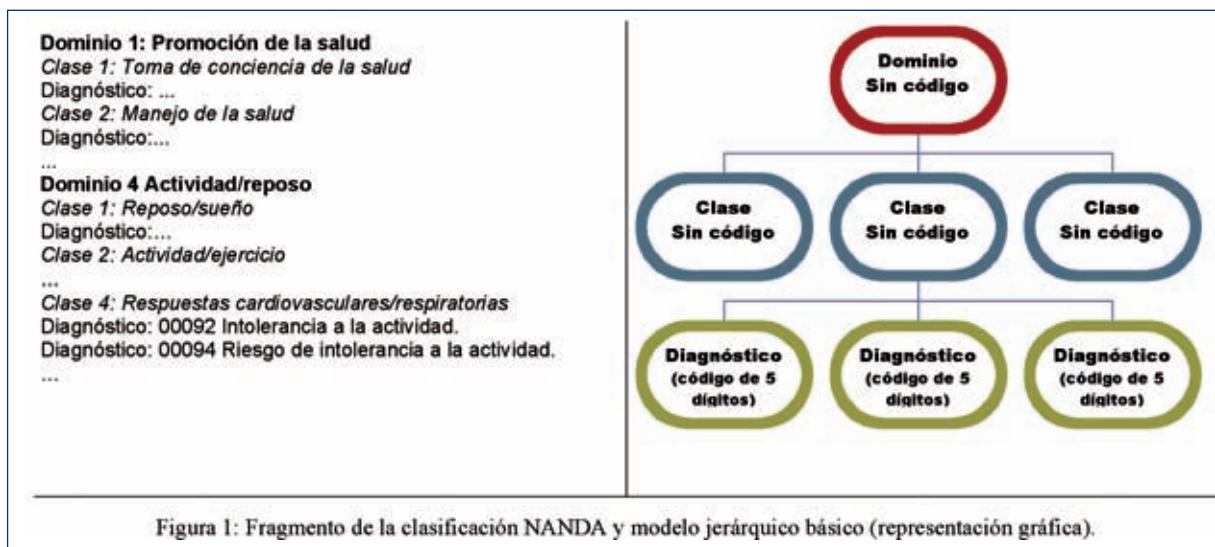 Dominio 1: Promoción de la salud
Clase 1: Toma de conciencia de la salud
Diagnóstico: ...
Clase 2: Manejo de la salud
Diagnóstico:...
...
Dominio 4 Actividad/reposo
Clase 1: Reposo/sueño
Diagnóstico:...
Clase 2: Actividad/ejercicio
...
Clase 4: Respuestas cardiovasculares/respiratorias
Diagnóstico: 00092 Intolerancia a la actividad.
Diagnóstico: 00094 Riesgo de intolerancia a la actividad.
...
Dominio
Sin código
Clase
Sin código
Clase
Sin código
Clase
Sin código
Diagnóstico
(código de 5
dígitos)
Diagnóstico
(código de 5
dígitos)
Diagnóstico
(código de 5
dígitos)
Figura 1: Fragmento de la clasificación NANDA y modelo jerárquico básico (representación gráfica).